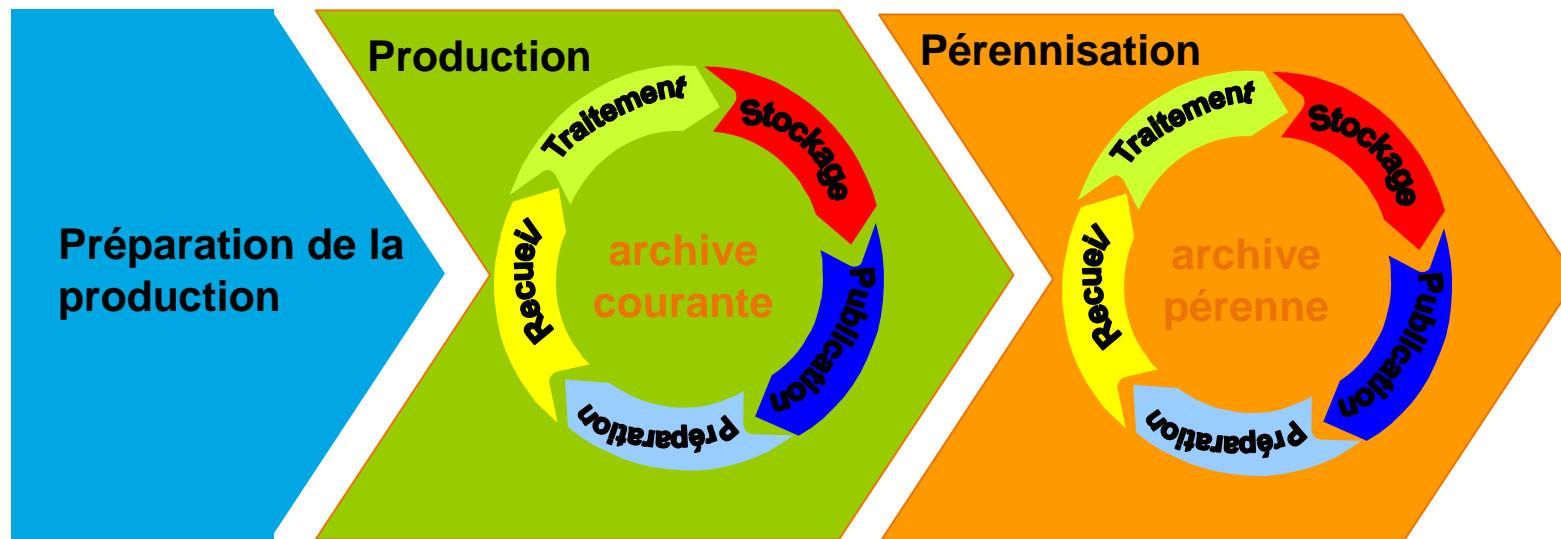 Préparation de la
production
Production
Traitement
Stockage
Publication
Préparation
Recueil
archive
courante
Pérennisation
Traitement
Stockage
Publication
Préparation
Recueil
archive
pérenne